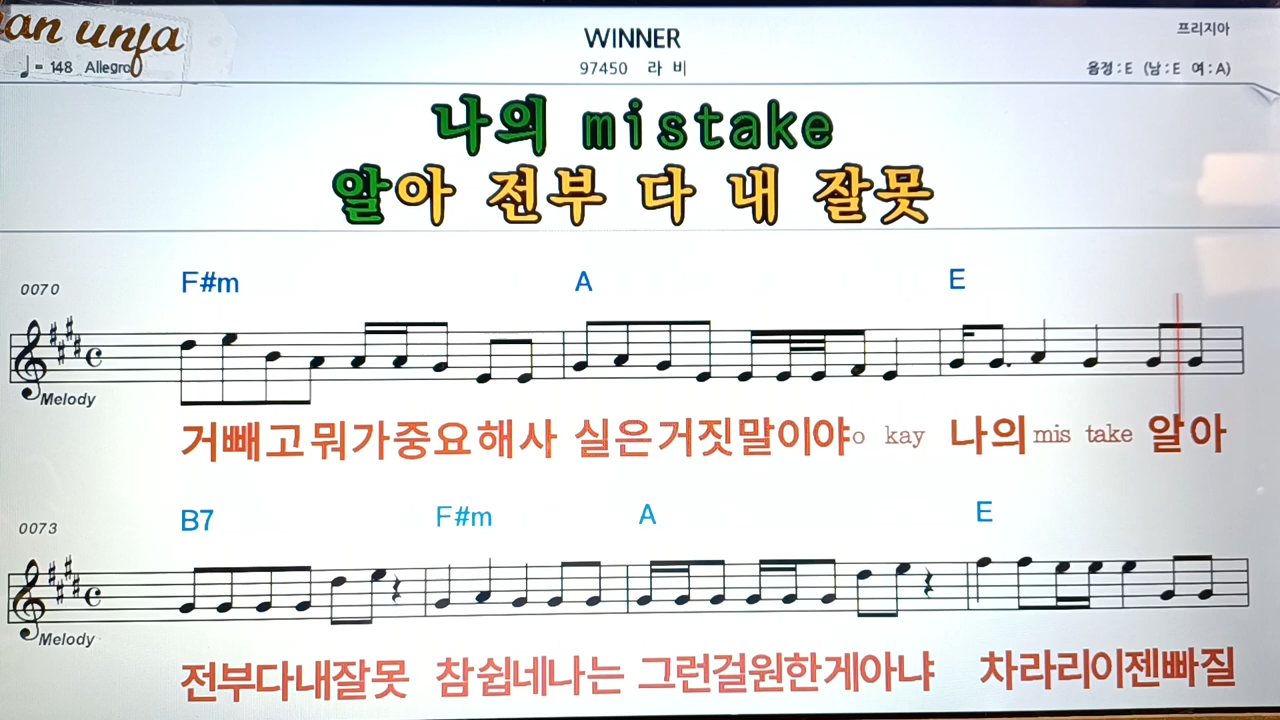 an unfa
WINNER
프리지아
♩= 148 Allegro
97450 라 비
음정:E (남:E 여:A)
나의 mistake
알아 전부 다 내 잘못
0070
F#m A E
Melody
거빼고뭐가중요해사 실은거짓말이야o kay 나의 mis take 알아
0073
B7 F#m A E
Melody
전부다내잘못 참쉽네나는 그런걸원한게아냐 차라리이젠빠질